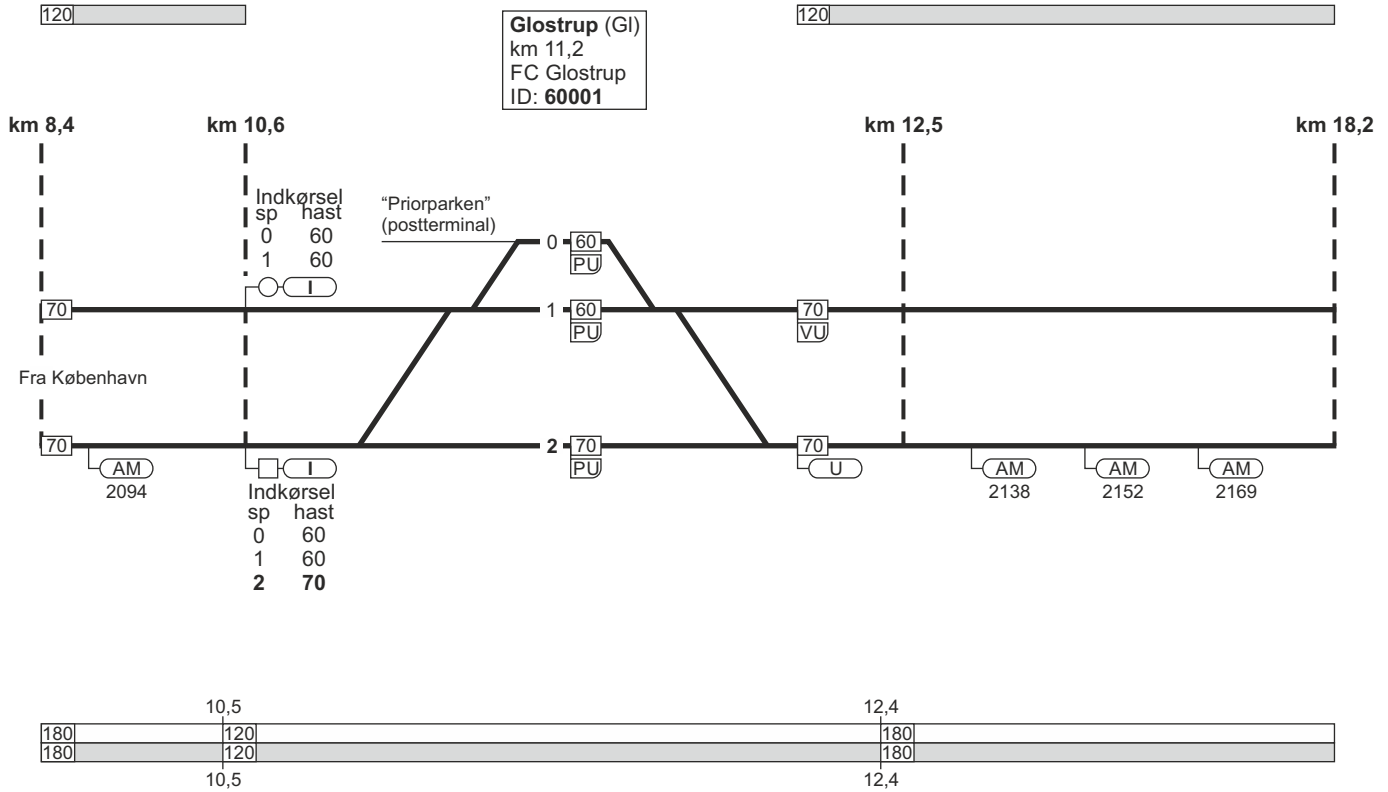 120
120
Glostrup (Gl)
km 11,2
FC Glostrup
ID: 60001
km 8,4
km 10,6
km 12,5
km 18,2
Indkørsel
sp hast
0 60
1 60
I
"Priorparken"
(postterminal)
0 60
PU
70
1 60
PU
70
VU
Fra København
70
2 70
PU
70
AM
2094
I
U
AM
2138
AM
2152
AM
2169
Indkørsel
sp hast
0 60
1 60
2 70
10,5
12,4
180 120 180
180 120 180
10,5
12,4